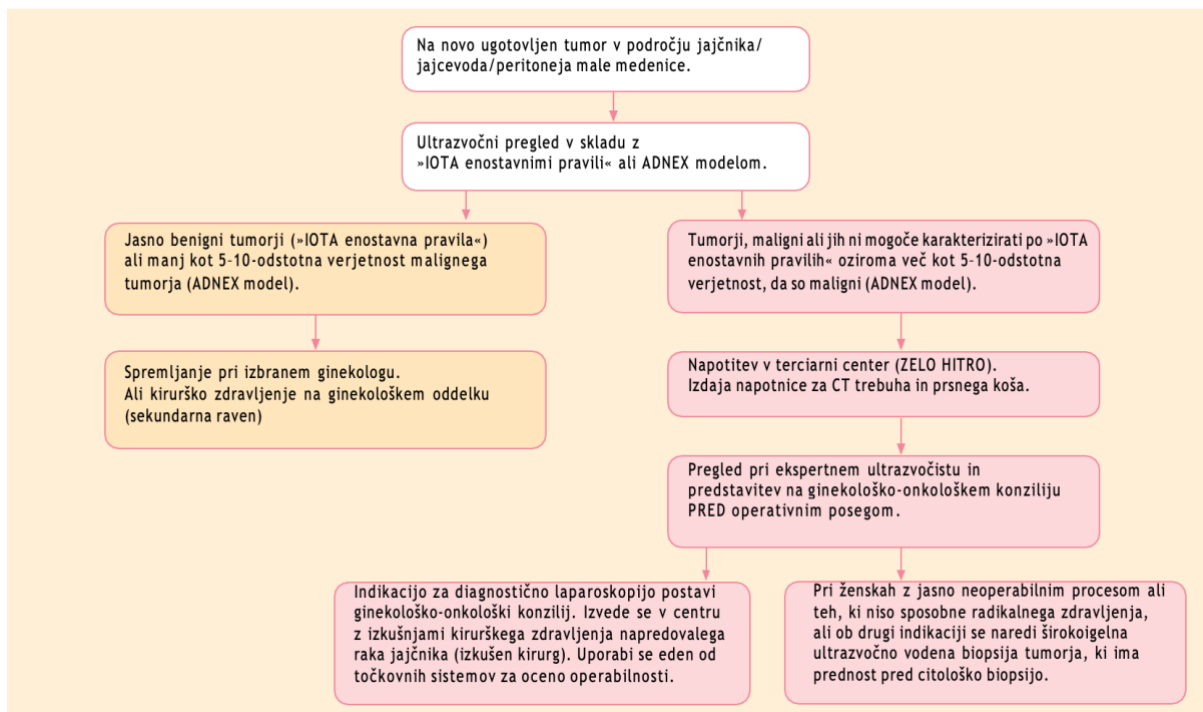 Na novo ugotovljen tumor v področju jajčnika/
jajcevoda/peritoneja male medenice.
Ultrazvočni pregled v skladu z
»IOTA enostavnimi pravili« ali ADNEX modelom.
Jasno benigni tumorji (»IOTA enostavna pravila«)
ali manj kot 5-10-odstotna verjetnost malignega
tumorja (ADNEX model).
Spremljanje pri izbranem ginekologu.
Ali kirurško zdravljenje na ginekološkem oddelku
(sekundarna raven)
Tumorji, maligni ali jih ni mogoče karakterizirati po »IOTA
enostavnih pravilih« oziroma več kot 5-10-odstotna
verjetnost, da so maligni (ADNEX model).
Napotitev v terciarni center (ZELO HITRO).
Izdaja napotnice za CT trebuha in prsnega koša.
Pregled pri ekspertnem ultrazvočistu in
predstavitev na ginekološko-onkološkem konziliju
PRED operativnim posegom.
Indikacijo za diagnostično laparoskopijo postavi
ginekološko-onkološki konzilij. Izvede se v centru
z izkušnjami kirurškega zdravljenja napredovalega
raka jajčnika (izkušen kirurg). Uporabi se eden od
točkovnih sistemov za oceno operabilnosti.
Pri ženskah z jasno neoperabilnim procesom ali
teh, ki niso sposobne radikalnega zdravljenja,
ali ob drugi indikaciji se naredi širokoigelna
ultrazvočno vodena biopsija tumorja, ki ima
prednost pred citološko biopsijo.